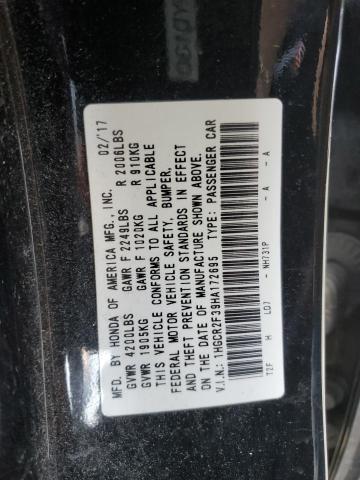 MFD. BY HONDA OF AMERICA MFG., INC. 02/'17
GVWR 4200LBS GAWR F 2249LBS R 2006LBS
GVWR 1905KG GAWR F 1020KG R 910KG
THIS VEHICLE CONFORMS TO ALL APPLICABLE
FEDERAL MOTOR VEHICLE SAFETY, BUMPER,
AND THEFT PREVENTION STANDARDS IN EFFECT
ON THE DATE OF MANUFACTURE SHOWN ABOVE.
V.I.N.: 1HGCR2F39HA172695 TYPE: PASSENGER CAR
T2F H LD7 NH731P - A - A